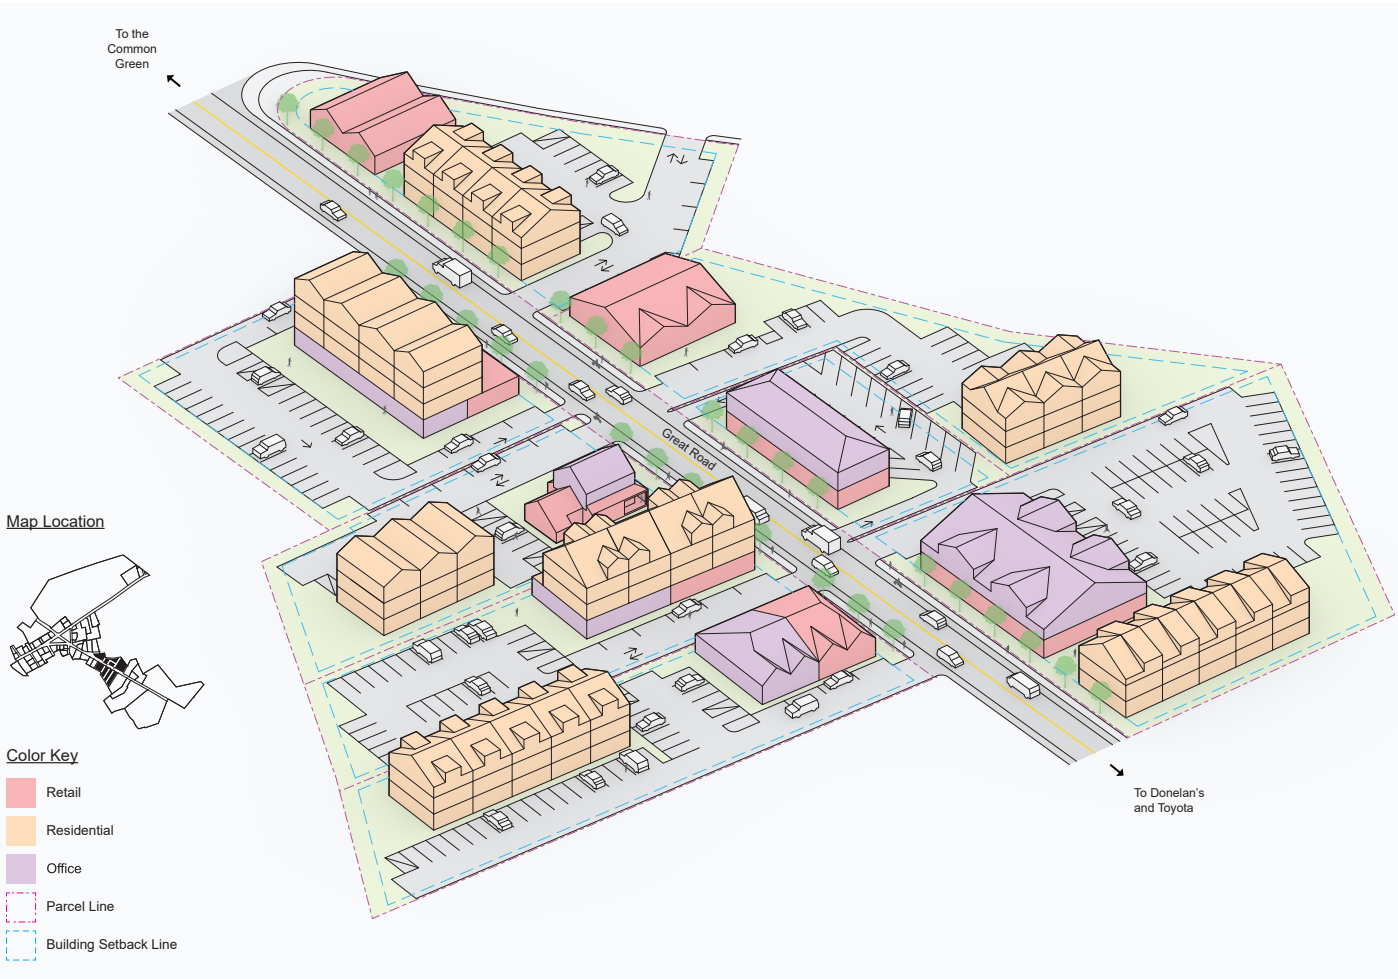 To the
Common
Green
Great Road
Map Location
Color Key
Retail
Residential
Office
Parcel Line
Building Setback Line
To Donelan's
and Toyota